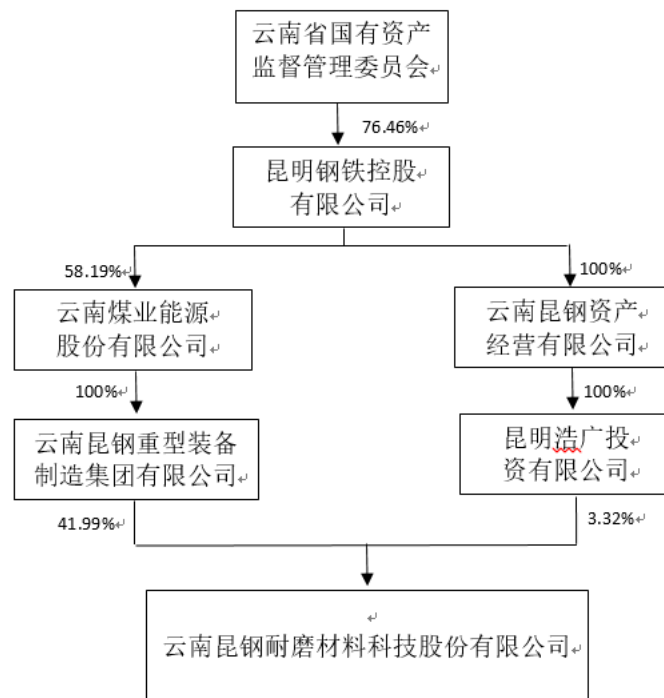 云南省国有资产
监督管理委员会
76.46%
昆明钢铁控股
有限公司
58.19%
100%
云南煤业能源
股份有限公司
云南昆钢资产
经营有限公司
100%
100%
云南昆钢重型装备
制造集团有限公司
昆明浩广投
资有限公司
41.99%
3.32%
云南昆钢耐磨材料科技股份有限公司